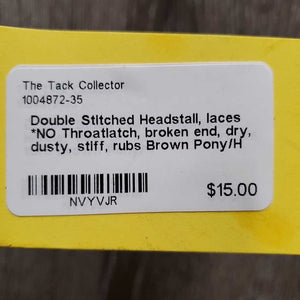 The Tack Collector
1004872-35
Double Stitched Headstall, laces
*NO Throatlatch, broken end, dry,
dusty, stiff, rubs Brown Pony/H
NVYVJR
$15.00